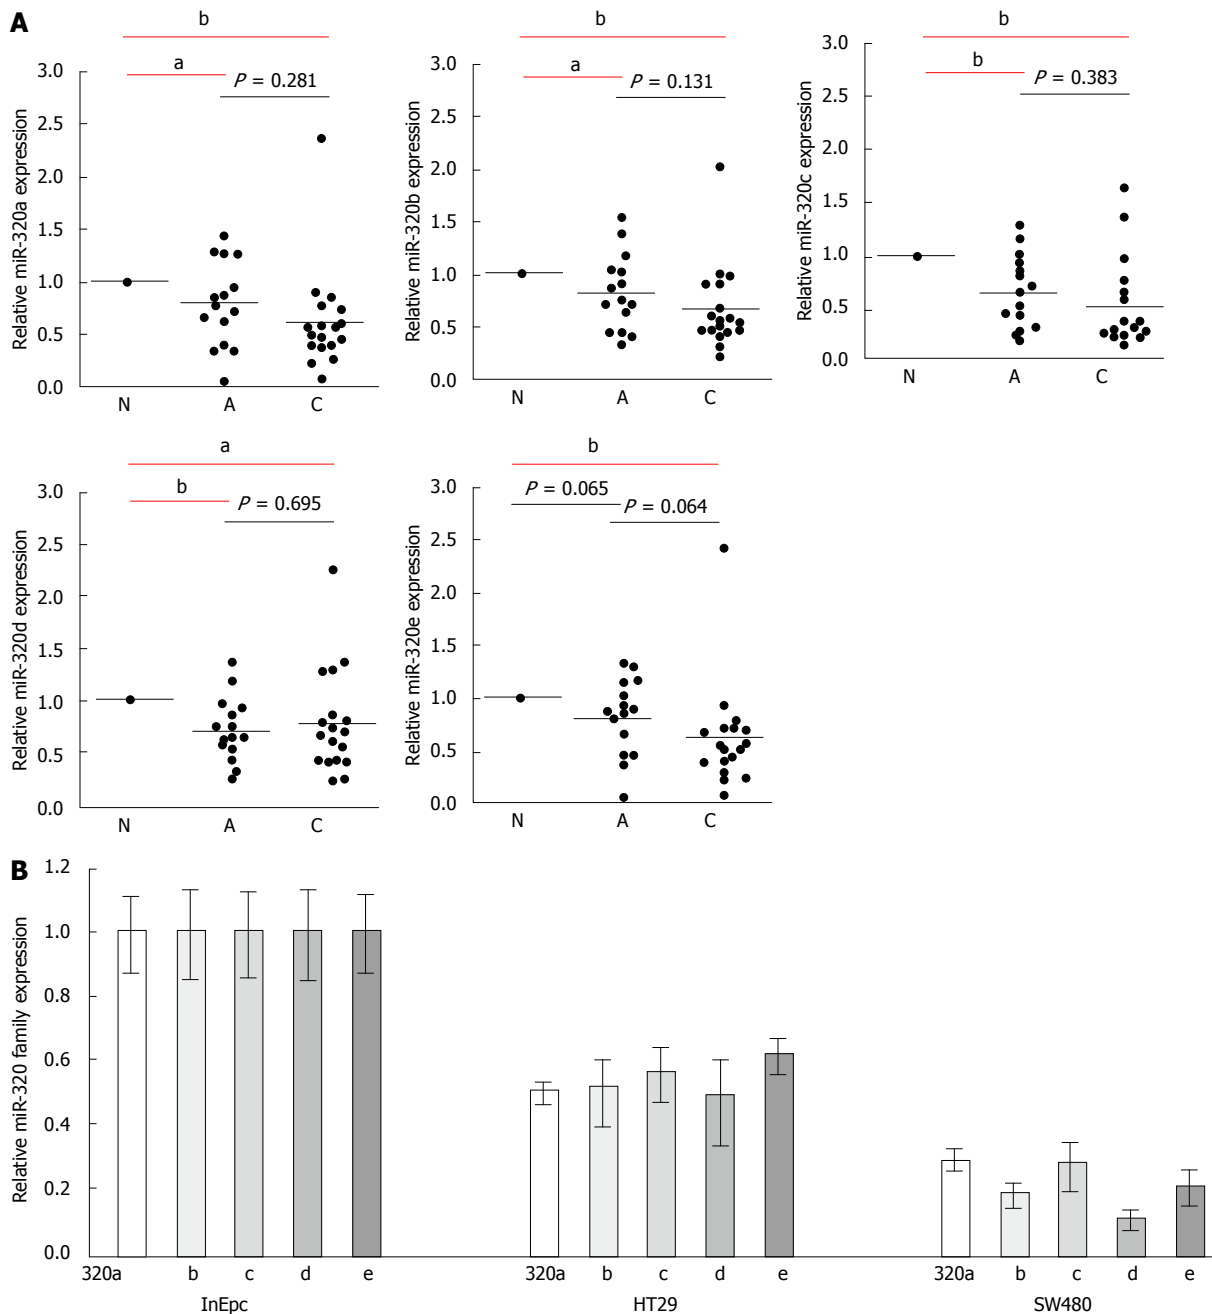 A
b
a
P = 0.281
3.0
2.5
2.0
1.5
1.0
0.5
0.0
Relative miR-320a expression
N A C
b
a
P = 0.131
3.0
2.5
2.0
1.5
1.0
0.5
0.0
Relative miR-320b expression
N A C
b
b
P = 0.383
3.0
2.5
2.0
1.5
1.0
0.5
0.0
Relative miR-320c expression
N A C
a
b
P = 0.695
3.0
2.5
2.0
1.5
1.0
0.5
0.0
Relative miR-320d expression
N A C
b
P = 0.065
P = 0.064
3.0
2.5
2.0
1.5
1.0
0.5
0.0
Relative miR-320e expression
N A C
B
1.2
1.0
0.8
0.6
0.4
0.2
0.0
Relative miR-320 family expression
320a b c d e 320a b c d e 320a b c d e
InEpc HT29 SW480